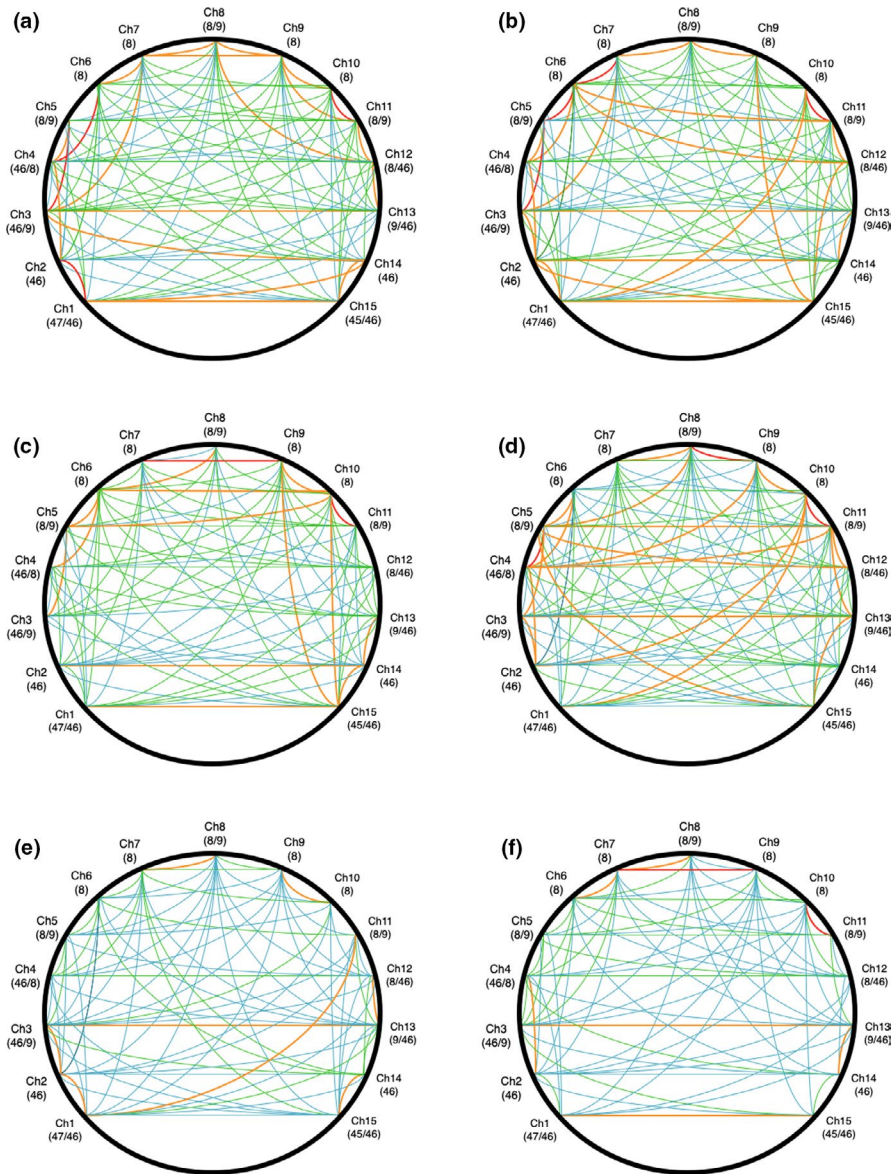 (a)
Ch8
(8/9)
Ch7
(8)
Ch9
(8)
Ch6
(8)
Ch10
(8)
Ch5
(8/9)
Ch11
(8/9)
Ch4
(46/8)
Ch12
(8/46)
Ch3
(46/9)
Ch13
(9/46)
Ch2
(46)
Ch14
(46)
Ch1
(47/46)
Ch15
(45/46)
(b)
Ch8
(8/9)
Ch7
(8)
Ch9
(8)
Ch6
(8)
Ch10
(8)
Ch5
(8/9)
Ch11
(8/9)
Ch4
(46/8)
Ch12
(8/46)
Ch3
(46/9)
Ch13
(9/46)
Ch2
(46)
Ch14
(46)
Ch1
(47/46)
Ch15
(45/46)
(c)
Ch8
(8/9)
Ch7
(8)
Ch9
(8)
Ch6
(8)
Ch10
(8)
Ch5
(8/9)
Ch11
(8/9)
Ch4
(46/8)
Ch12
(8/46)
Ch3
(46/9)
Ch13
(9/46)
Ch2
(46)
Ch14
(46)
Ch1
(47/46)
Ch15
(45/46)
(d)
Ch8
(8/9)
Ch7
(8)
Ch9
(8)
Ch6
(8)
Ch10
(8)
Ch5
(8/9)
Ch11
(8/9)
Ch4
(46/8)
Ch12
(8/46)
Ch3
(46/9)
Ch13
(9/46)
Ch2
(46)
Ch14
(46)
Ch1
(47/46)
Ch15
(45/46)
(e)
Ch8
(8/9)
Ch7
(8)
Ch9
(8)
Ch6
(8)
Ch10
(8)
Ch5
(8/9)
Ch11
(8/9)
Ch4
(46/8)
Ch12
(8/46)
Ch3
(46/9)
Ch13
(9/46)
Ch2
(46)
Ch14
(46)
Ch1
(47/46)
Ch15
(45/46)
(f)
Ch8
(8/9)
Ch7
(8)
Ch9
(8)
Ch6
(8)
Ch10
(8)
Ch5
(8/9)
Ch11
(8/9)
Ch4
(46/8)
Ch12
(8/46)
Ch3
(46/9)
Ch13
(9/46)
Ch2
(46)
Ch14
(46)
Ch1
(47/46)
Ch15
(45/46)